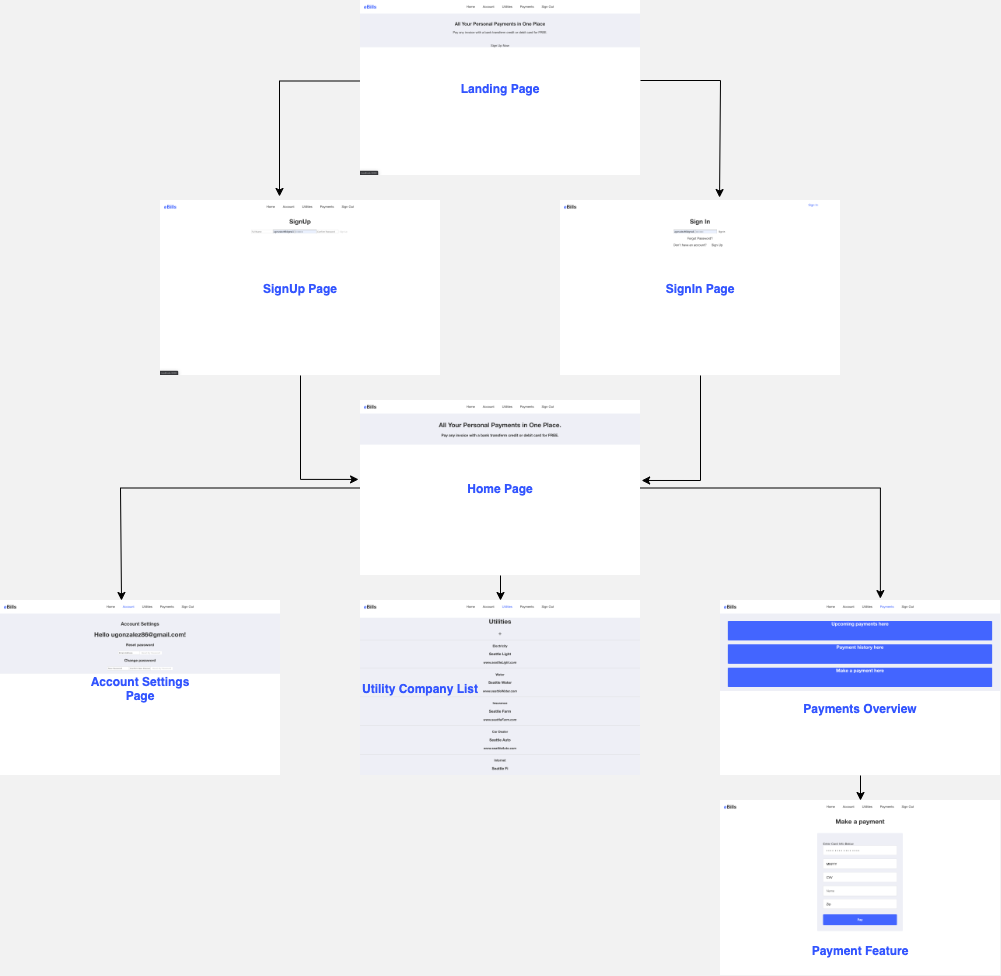 eBills
Home Account Utilities Payments Sign Out
All Your Personal Payments in One Place
Pay any invoice with a bank transform credit or debit card for FREE.
Sign Up Now
Landing Page
eBills
Home Account Utilities Payments Sign Out
SignUp
SignUp Page
eBills
Sign In
Sign In
Forgot Password?
Don't have an account? Sign Up
SignIn Page
eBills
Home Account Utilities Payments Sign Out
All Your Personal Payments in One Place.
Pay any invoice with a bank transform credit or debit card for FREE.
Home Page
eBills
Home Account Utilities Payments Sign Out
Account Settings
Hello ugonzalez86@gmail.com!
Reset password
Change password
Account Settings
Page
eBills
Home Account Utilities Payments Sign Out
Utilities
+
Electricity
Seattle Light
www.seattleLight.com
Water
Seattle Water
www.seattleWater.com
Utility Company List
Insurance
Seattle Farm
www.seattleFarm.com
Car Dealer
Seattle Auto
www.seattleAuto.com
Internet
Seattle Fi
eBills
Home Account Utilities Payments Sign Out
Upcoming payments here
Payment history here
Make a payment here
Payments Overview
eBills
Home Account Utilities Payments Sign Out
Make a payment
MM/YY
CVV
Name
Zip
Pay
Payment Feature